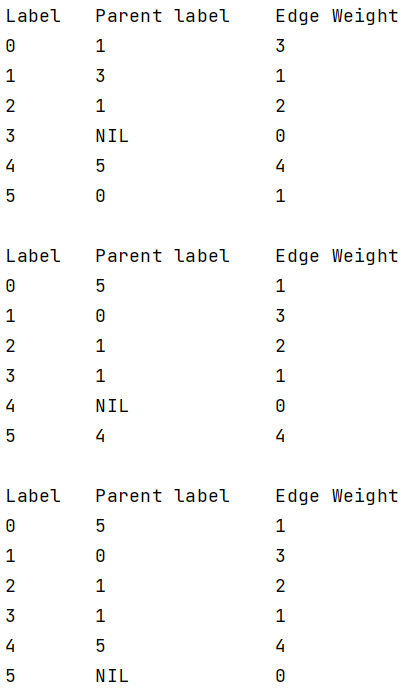 Label   Parent label    Edge Weight
0       1               3
1       3               1
2       1               2
3       NIL             0
4       5               4
5       0               1

Label   Parent label    Edge Weight
0       5               1
1       0               3
2       1               2
3       1               1
4       NIL             0
5       4               4

Label   Parent label    Edge Weight
0       5               1
1       0               3
2       1               2
3       1               1
4       5               4
5       NIL             0